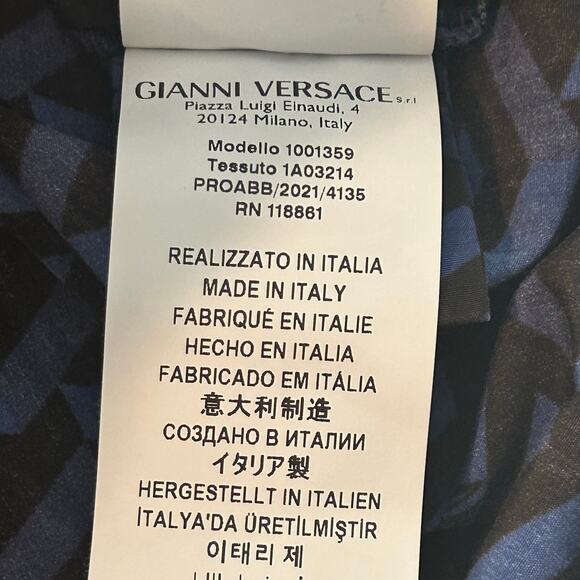 GIANNI VERSACE s.r.l
Piazza Luigi Einaudi, 4
20124 Milano, Italy
Modello 1001359
Tessuto 1A03214
PROABB/2021/4135
RN 118861
REALIZZATO IN ITALIA
MADE IN ITALY
FABRIQUÉ EN ITALIE
HECHO EN ITALIA
FABRICADO EM ITÁLIA
意大利制造
СОЗДАНО В ИТАЛИИ
イタリア製
HERGESTELLT IN ITALIEN
İTALYA'DA ÜRETİLMİŞTİR
이태리 제